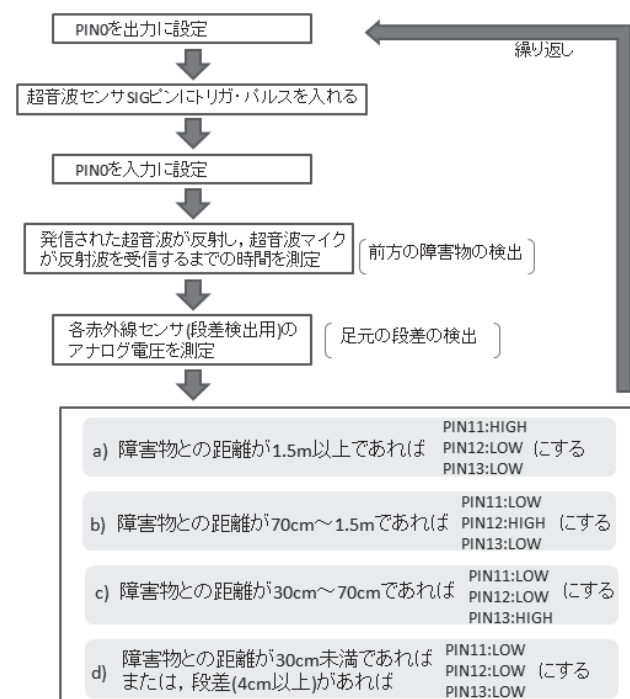 PIN0を出力に設定
繰り返し
超音波センサSIGピンにトリガ・パルスを入れる
PIN0を入力に設定
発信された超音波が反射し，超音波マイク
が反射波を受信するまでの時間を測定
前方の障害物の検出
各赤外線センサ(段差検出用)の
アナログ電圧を測定
足元の段差の検出
a) 障害物との距離が1.5m以上であれば
PIN11:HIGH
PIN12:LOW
PIN13:LOW
にする
b) 障害物との距離が70cm～1.5mであれば
PIN11:LOW
PIN12:HIGH
PIN13:LOW
にする
c) 障害物との距離が30cm～70cmであれば
PIN11:LOW
PIN12:LOW
PIN13:HIGH
にする
d) 障害物との距離が30cm未満であれば
または，段差(4cm以上)があれば
PIN11:LOW
PIN12:LOW
PIN13:LOW
にする